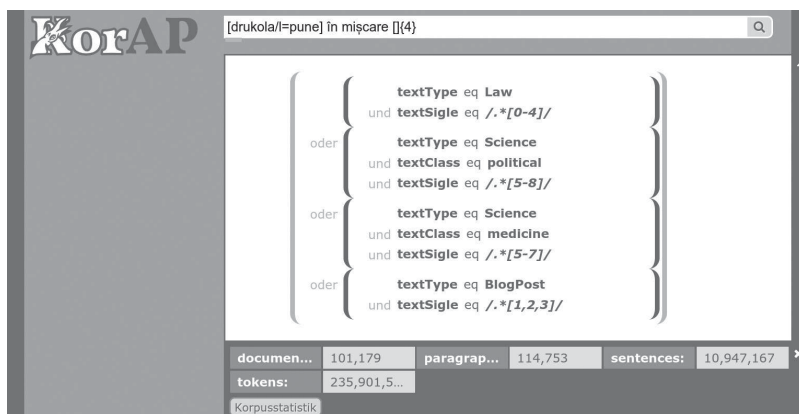 KorAP
[drukola/l=pune] în mișcare []{4}
textType eq Law
und textSigle eq /.*[0-4]/
oder textType eq Science
und textClass eq political
und textSigle eq /.*[5-8]/
oder textType eq Science
und textClass eq medicine
und textSigle eq /.*[5-7]/
oder textType eq BlogPost
und textSigle eq /.*[1,2,3]/
documen... 101,179 paragrap... 114,753 sentences: 10,947,167
tokens: 235,901,5...
Korpusstatistik